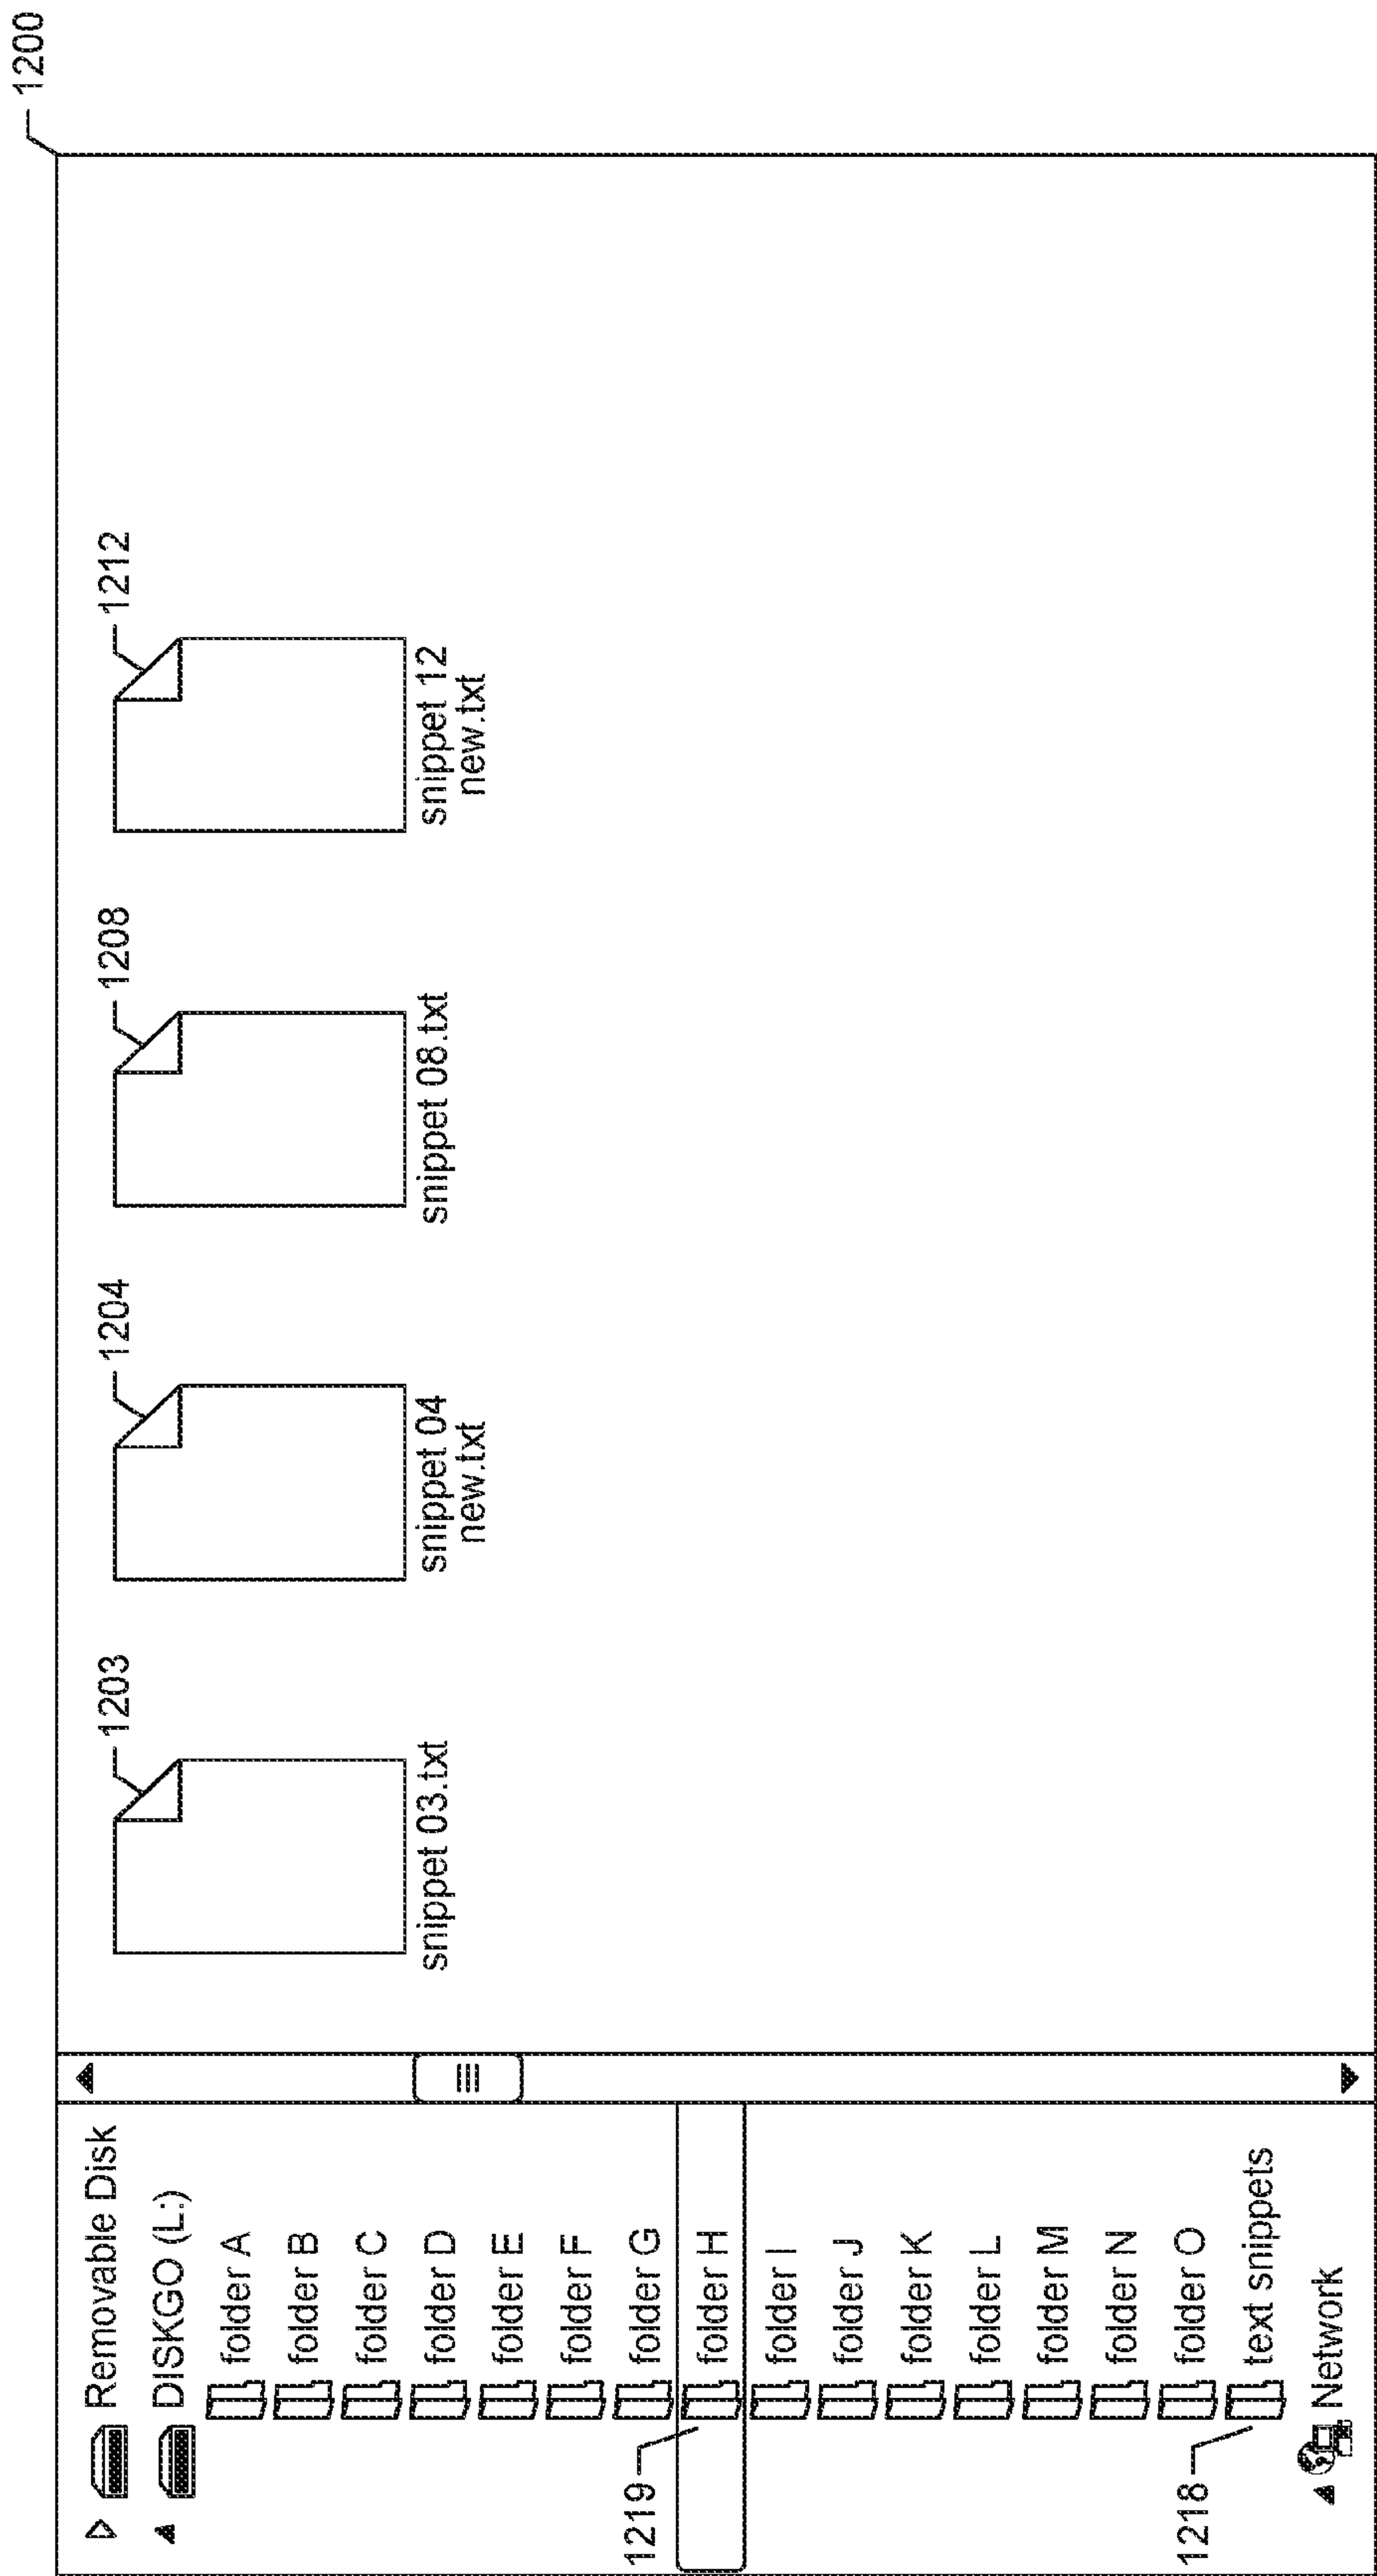 1200
Removable Disk
DISKGO (L:)
folder A
folder B
folder C
folder D
folder E
folder F
folder G
1219
folder H
folder I
folder J
folder K
folder L
folder M
folder N
folder O
1218
text snippets
Network
1203
snippet 03.txt
1204
snippet 04
new.txt
1208
snippet 08.txt
1212
snippet 12
new.txt